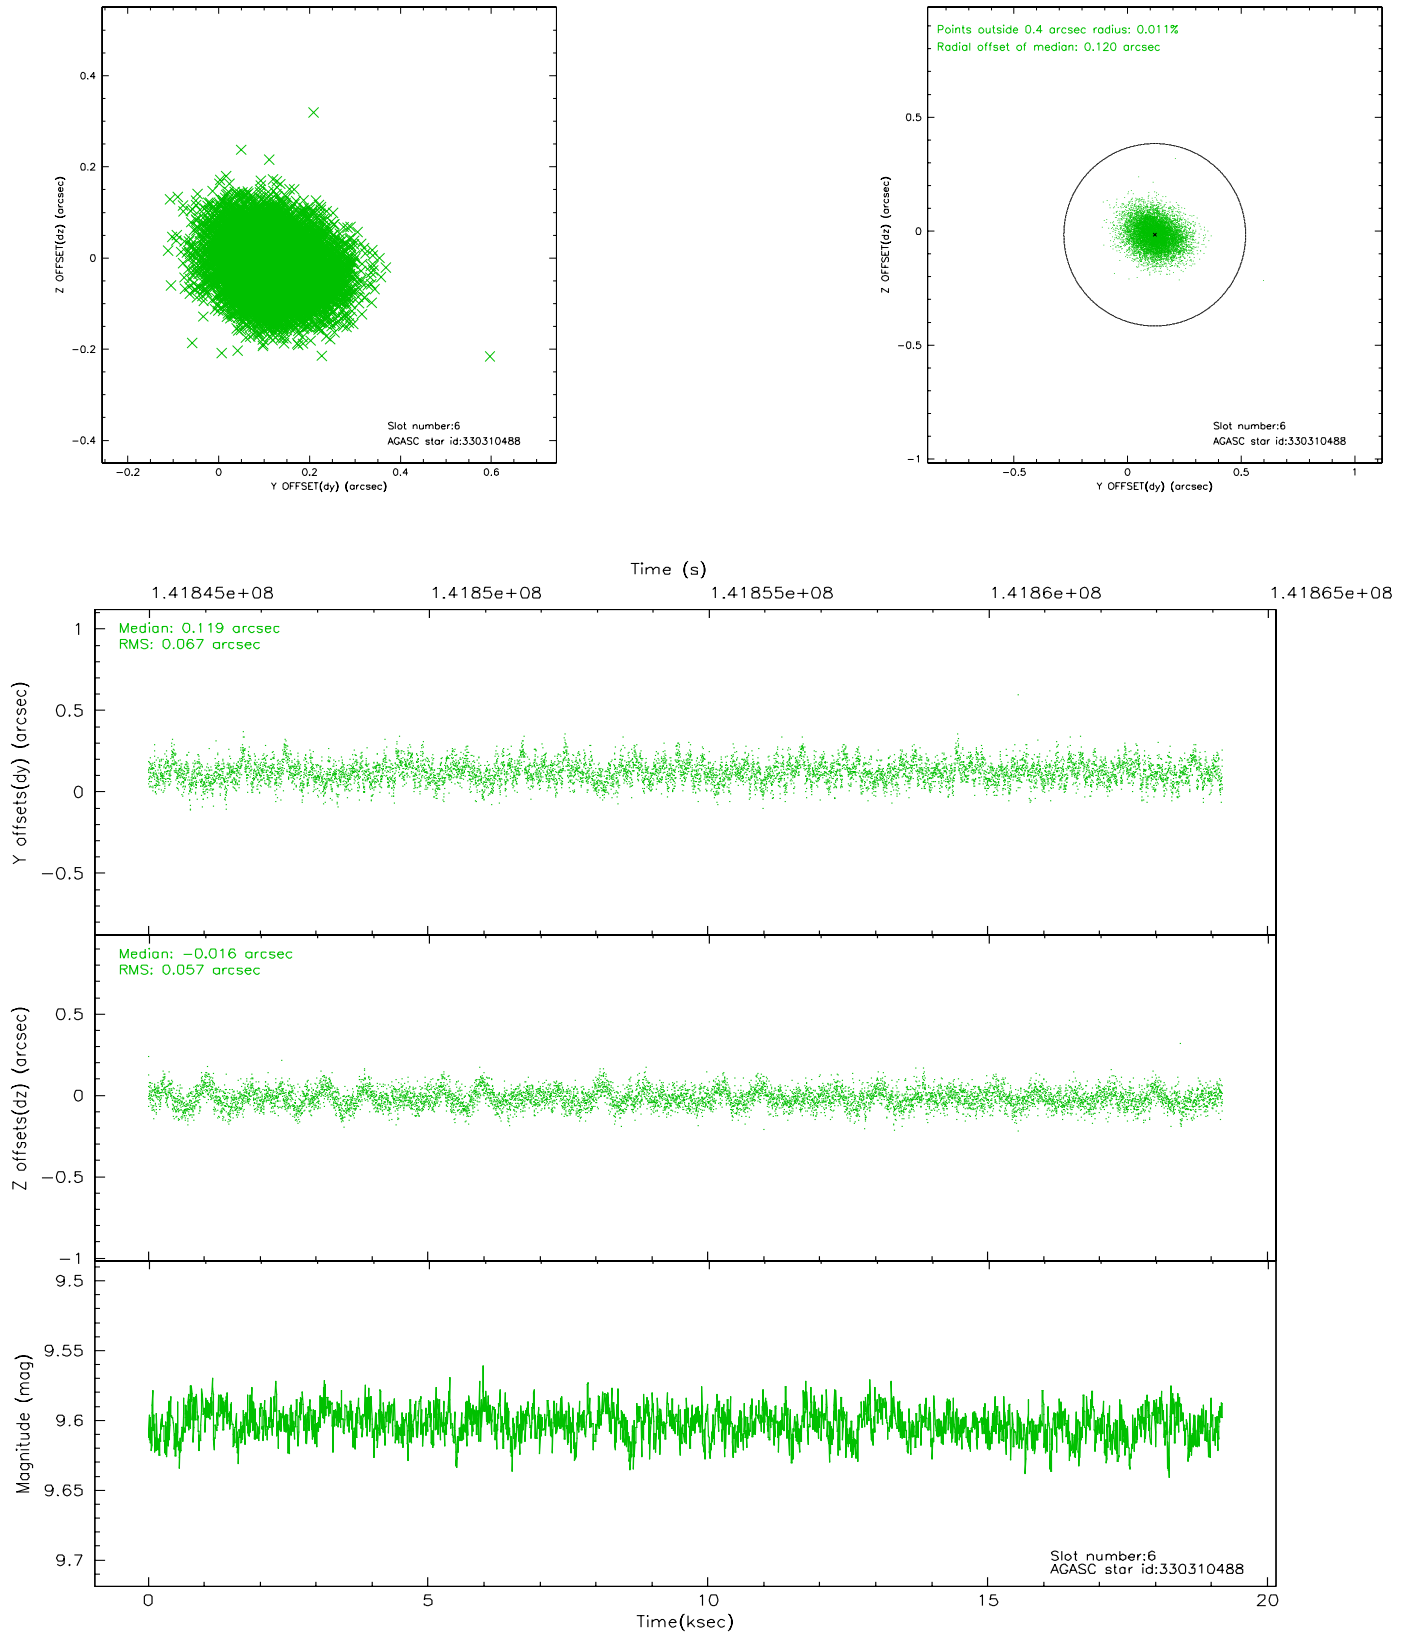 0.4
0.2
0
−0.2
−0.4
Z OFFSET(dz) (arcsec)
Slot number:6
AGASC star id:330310488
−0.2 0 0.2 0.4 0.6
Y OFFSET(dy) (arcsec)
Points outside 0.4 arcsec radius: 0.011%
Radial offset of median: 0.120 arcsec
0.5
0
−0.5
−1
Z OFFSET(dz) (arcsec)
Slot number:6
AGASC star id:330310488
−0.5 0 0.5 1
Y OFFSET(dy) (arcsec)
Time (s)
1.41845e+08 1.4185e+08 1.41855e+08 1.4186e+08 1.41865e+08
Median: 0.119 arcsec
RMS: 0.067 arcsec
1
0.5
0
−0.5
Y offsets(dy) (arcsec)
Median: −0.016 arcsec
RMS: 0.057 arcsec
0.5
0
−0.5
−1
Z offsets(dz) (arcsec)
9.5
9.55
9.6
9.65
9.7
Magnitude (mag)
Slot number:6
AGASC star id:330310488
0 5 10 15 20
Time(ksec)